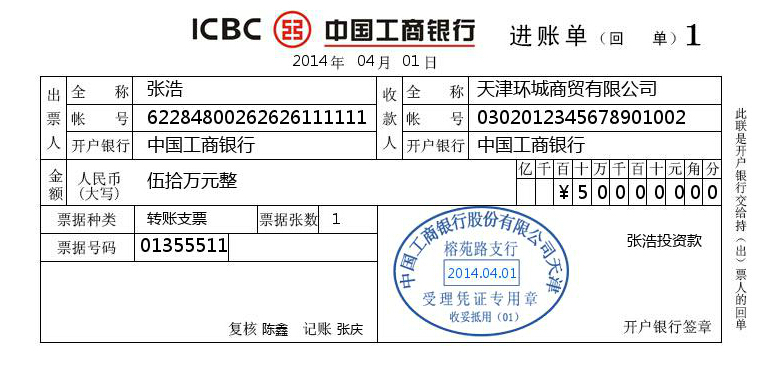 ICBC 中国工商银行 进账单（回 单）1
2014年 04月 01日
出票人 全 称 张浩 收款人 全 称 天津环城商贸有限公司
帐 号 62284800262626111111 帐 号 0302012345678901002
开户银行 中国工商银行 开户银行 中国工商银行
金额 人民币（大写） 伍拾万元整 亿千百十万千百十元角分
¥50000000
票据种类 转账支票 票据张数 1
票据号码 01355511
中国工商银行股份有限公司天津
榕苑路支行
2014.04.01
受理凭证专用章
收妥抵用（01）
张浩投资款
复核 陈鑫 记账 张庆 开户银行签章
此联是开户银行交给持（出）票人的回单